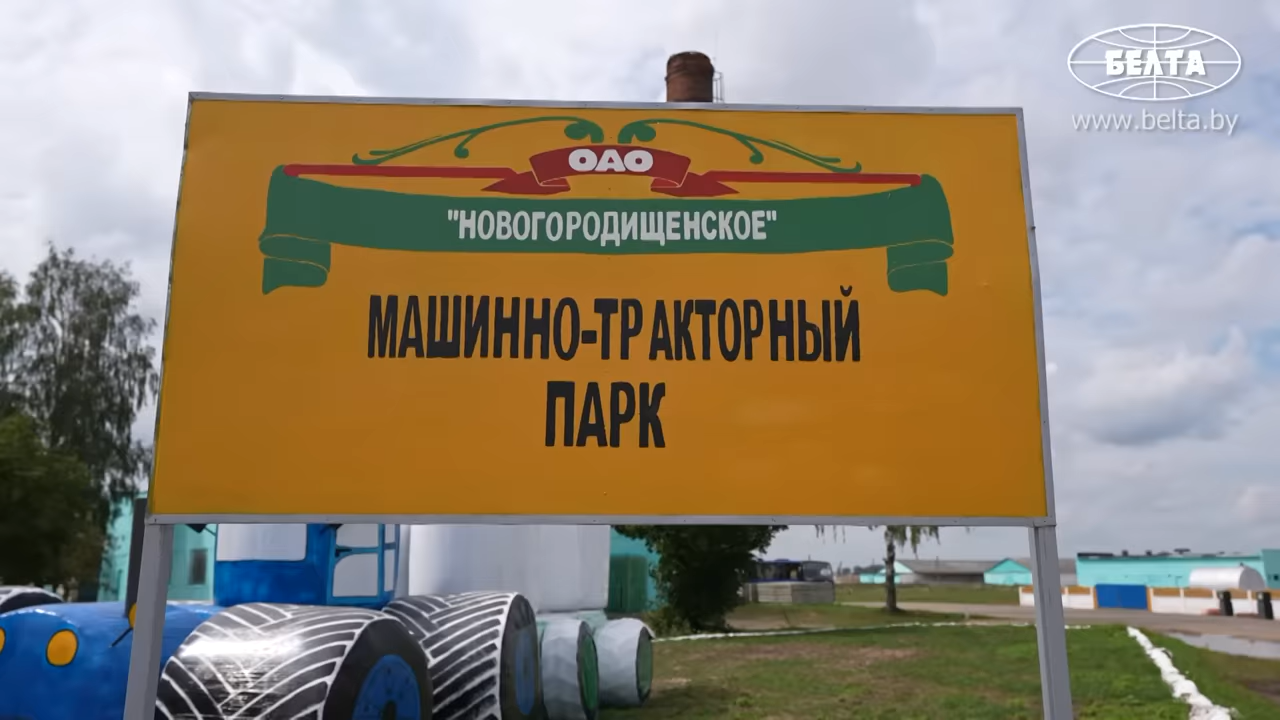 БЕЛТА
www.belta.by
ОАО
"НОВОГОРОДИЩЕНСКОЕ"
МАШИННО-ТРАКТОРНЫЙ
ПАРК